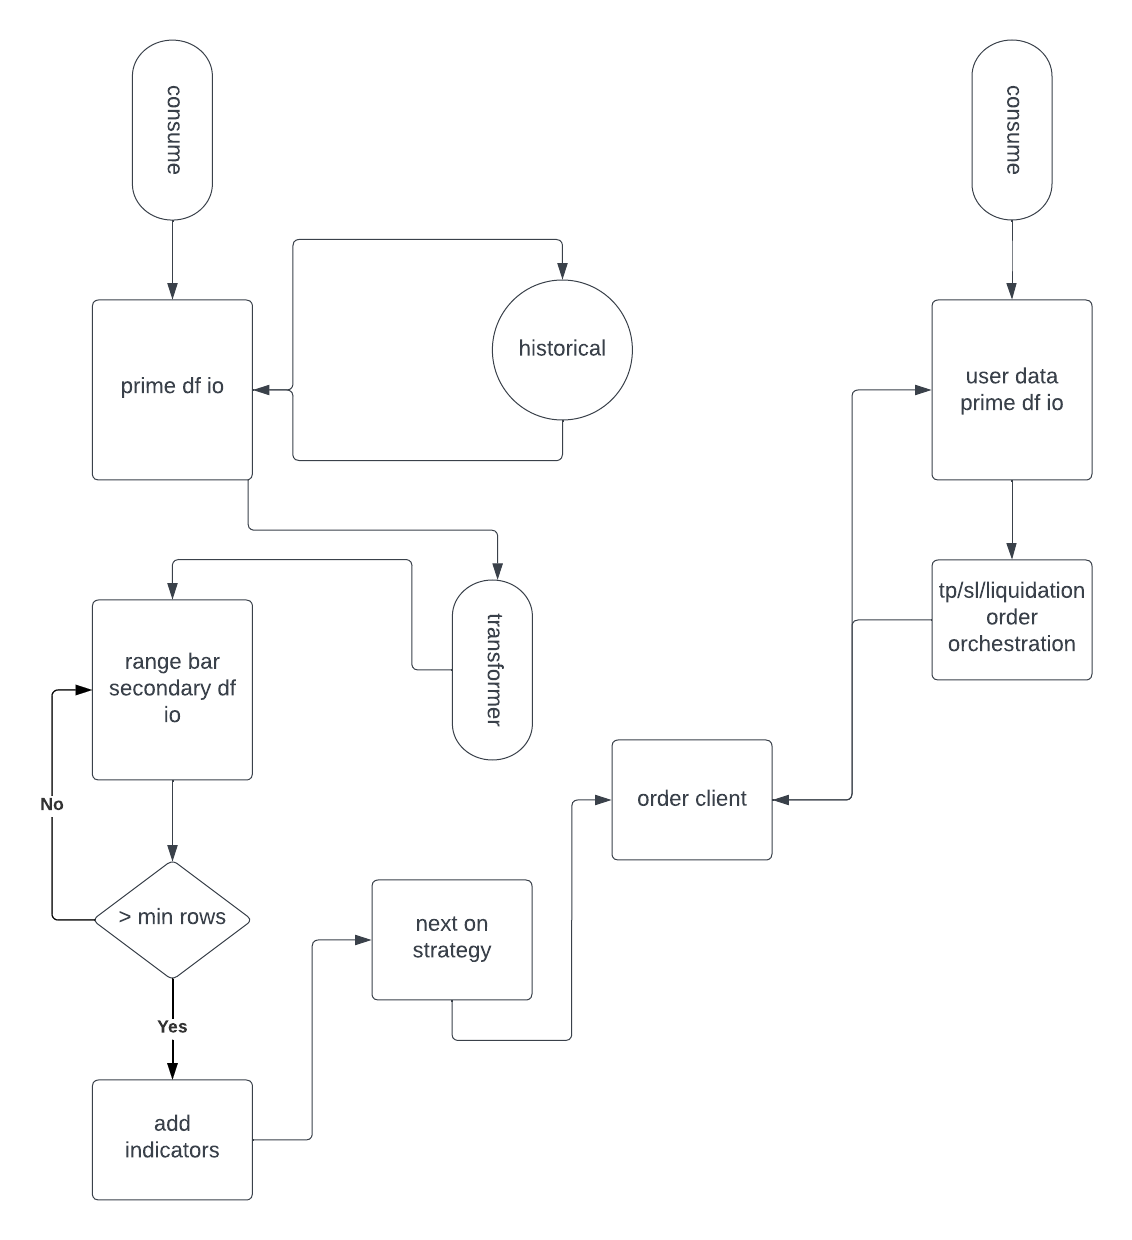 consume
consume
historical
prime df io
user data
prime df io
tp/sl/liquidation
order
orchestration
transformer
range bar
secondary df
io
No
order client
> min rows
next on
strategy
Yes
add
indicators